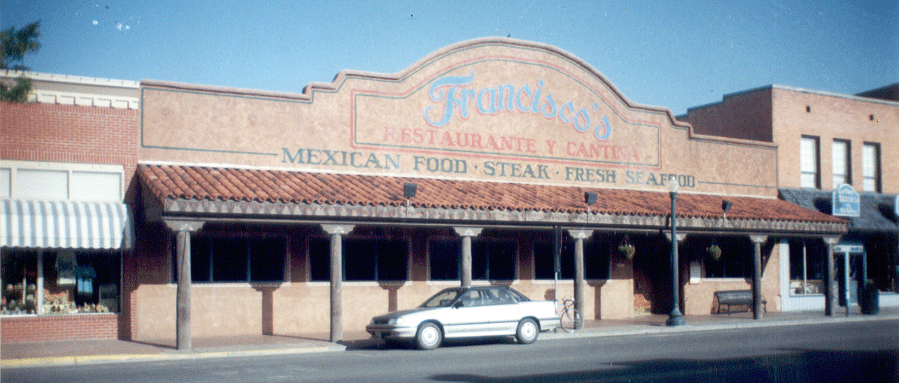 Francisco's
RESTAURANTE Y CANTINA
MEXICAN FOOD · STEAK · FRESH SEAFOOD